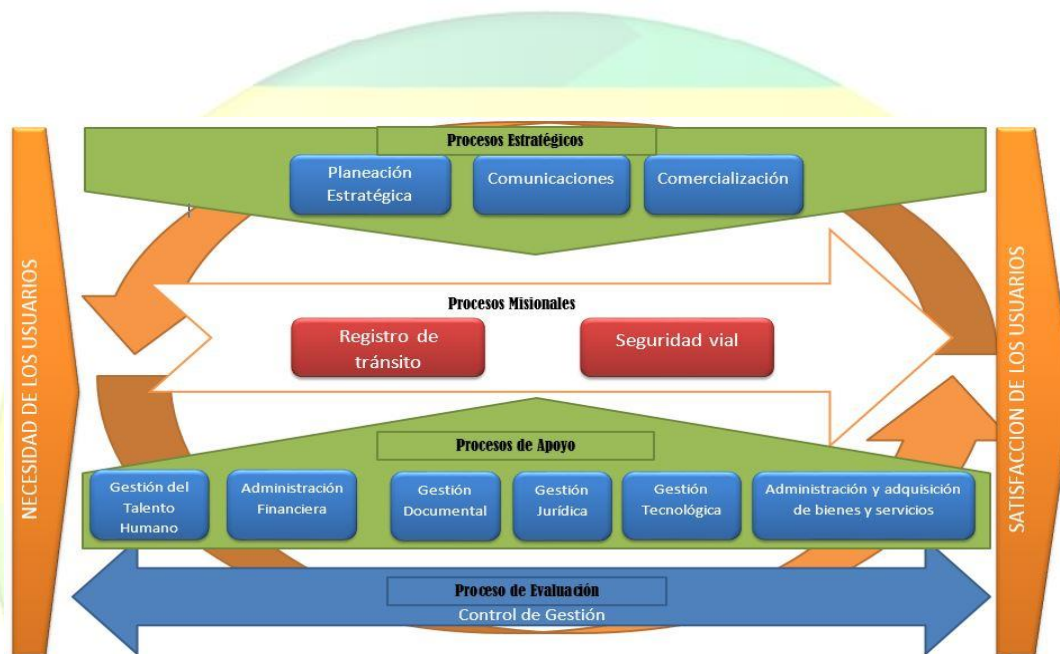 NECESIDAD DE LOS USUARIOS
Procesos Estratégicos
Planeación
Estratégica
Comunicaciones
Comercialización
Procesos Misionales
Registro de
tránsito
Seguridad vial
Procesos de Apoyo
Gestión del
Talento
Humano
Administración
Financiera
Gestión
Documental
Gestión
Jurídica
Gestión
Tecnológica
Administración y adquisición
de bienes y servicios
Proceso de Evaluación
Control de Gestión
SATISFACCION DE LOS USUARIOS